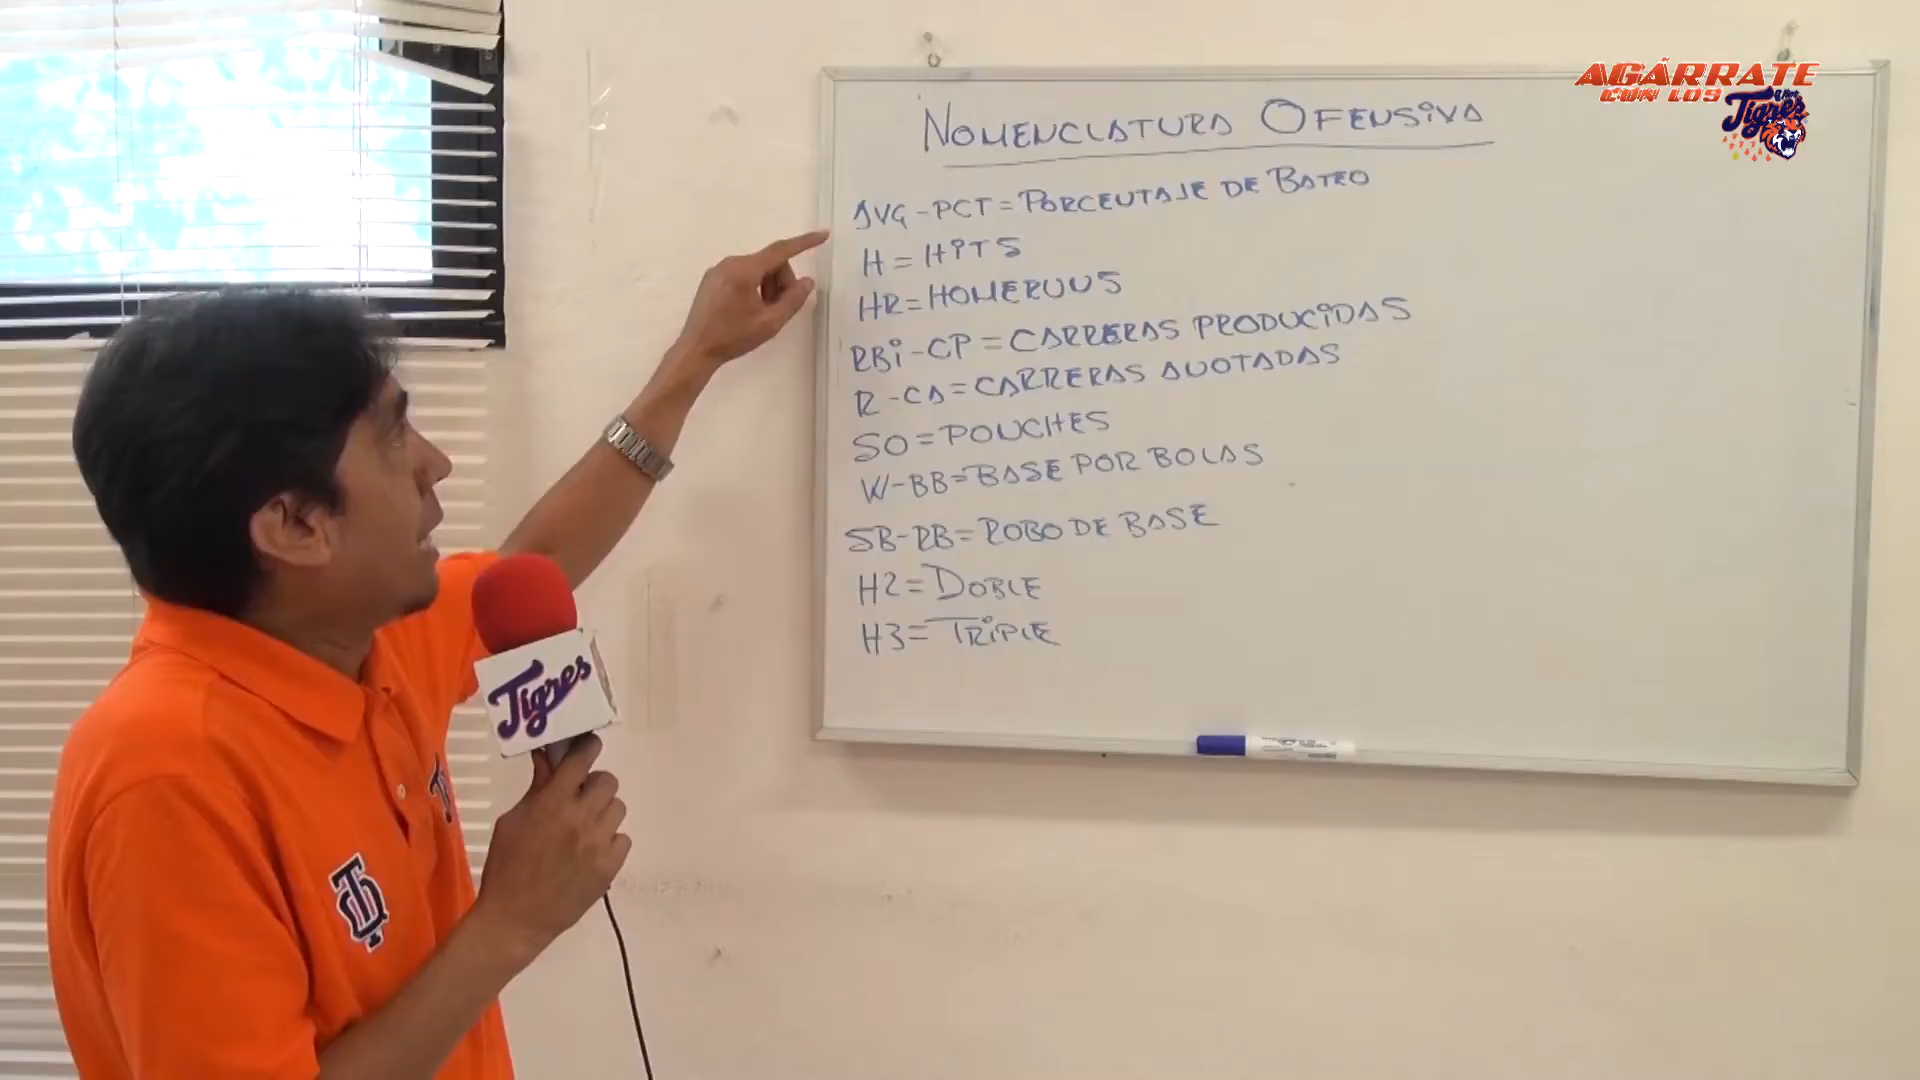 AGÁRRATE
CON LOS
Tigres
NOMENCLATURA OFENSIVA
AVG-PCT=PORCENTAJE DE BATEO
H=HiTS
HR=HOMERUNS
RBi-CP=CARRERAS PRODUCiDAS
R-CA=CARRERAS ANOTADAS
SO=PONCHES
W-BB=BASE POR BOLAS
SB-RB=ROBO DE BASE
H2=DOBLE
H3=TRiPLE
Tigres